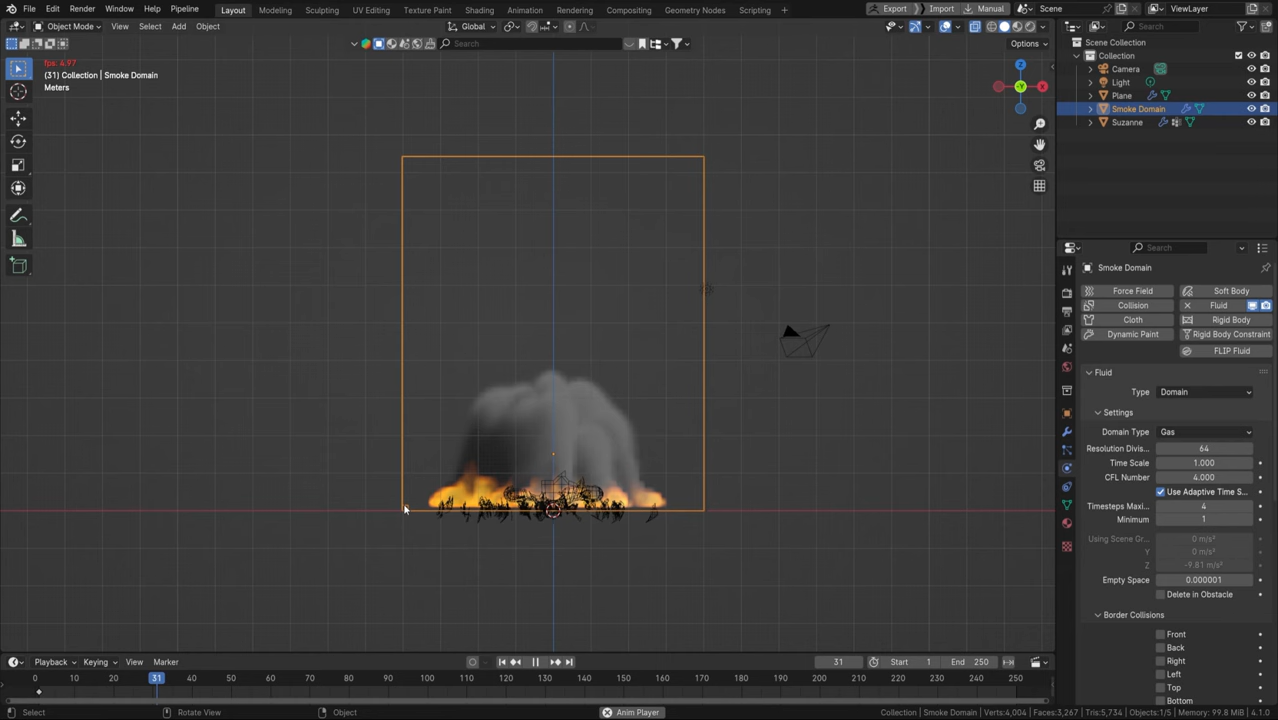 File Edit Render Window Help Pipeline
Layout Modeling Sculpting UV Editing Texture Paint Shading Animation Rendering Compositing Geometry Nodes Scripting +
Export Import Manual Scene ViewLayer
Object Mode View Select Add Object
Global
Search
Options
fps: 4.97
(31) Collection | Smoke Domain
Meters
Z
Y
X
Search
Scene Collection
Collection
Camera
Light
Plane
Smoke Domain
Suzanne
Search
Smoke Domain
Force Field Soft Body
Collision Fluid
Cloth Rigid Body
Dynamic Paint Rigid Body Constraint
FLIP Fluid
Fluid
Type Domain
Settings
Domain Type Gas
Resolution Divis... 64
Time Scale 1.000
CFL Number 4.000
Use Adaptive Time S...
Timesteps Maxi... 4
Minimum 1
Using Scene Gr... 0 m/s²
Y 0 m/s²
Z -9.81 m/s²
Empty Space 0.000001
Delete in Obstacle
Border Collisions
Front
Back
Right
Left
Top
Bottom
Playback Keying View Marker
31 Start 1 End 250
0 10 20 31 40 50 60 70 80 90 100 110 120 130 140 150 160 170 180 190 200 210 220 230 240 250
Select Rotate View Object Anim Player Collection | Smoke Domain | Verts:4,004 | Faces:3,267 | Tris:5,734 | Objects:1/5 | Memory: 99.8 MiB | 4.1.0